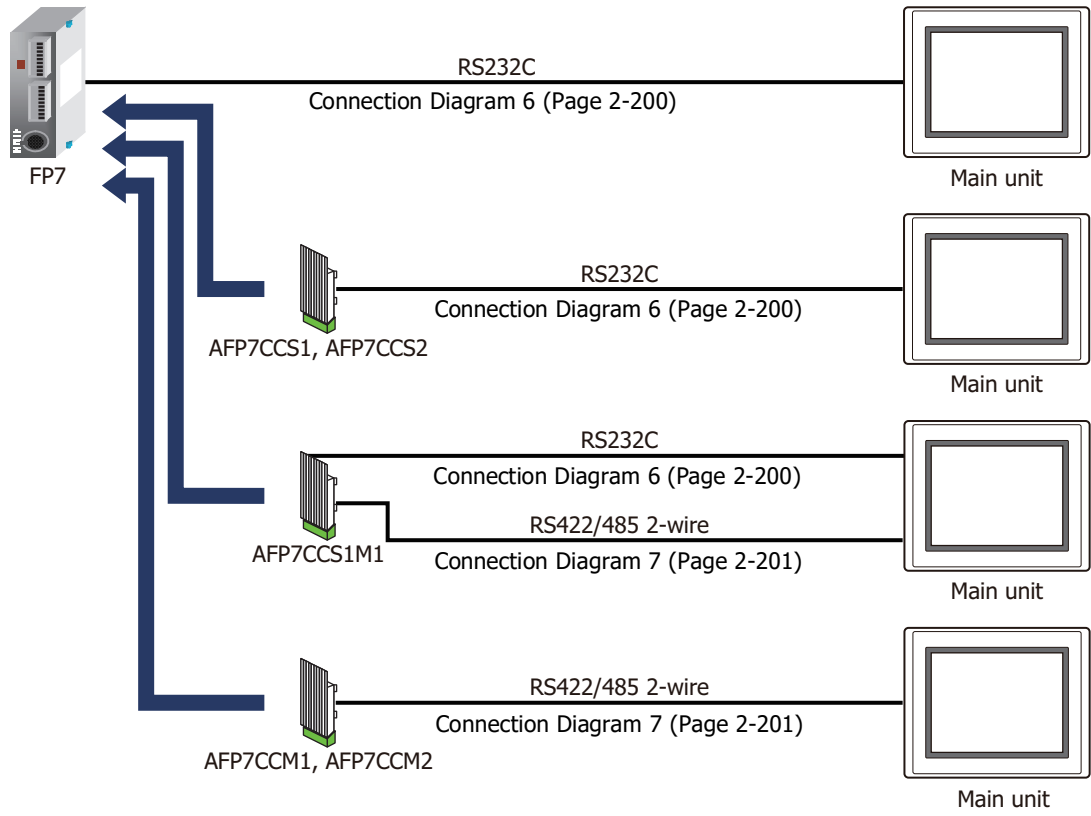 RS232C
Connection Diagram 6 (Page 2-200)
FP7
Main unit
RS232C
Connection Diagram 6 (Page 2-200)
AFP7CCS1, AFP7CCS2
Main unit
RS232C
Connection Diagram 6 (Page 2-200)
RS422/485 2-wire
AFP7CCS1M1
Connection Diagram 7 (Page 2-201)
Main unit
RS422/485 2-wire
Connection Diagram 7 (Page 2-201)
AFP7CCM1, AFP7CCM2
Main unit